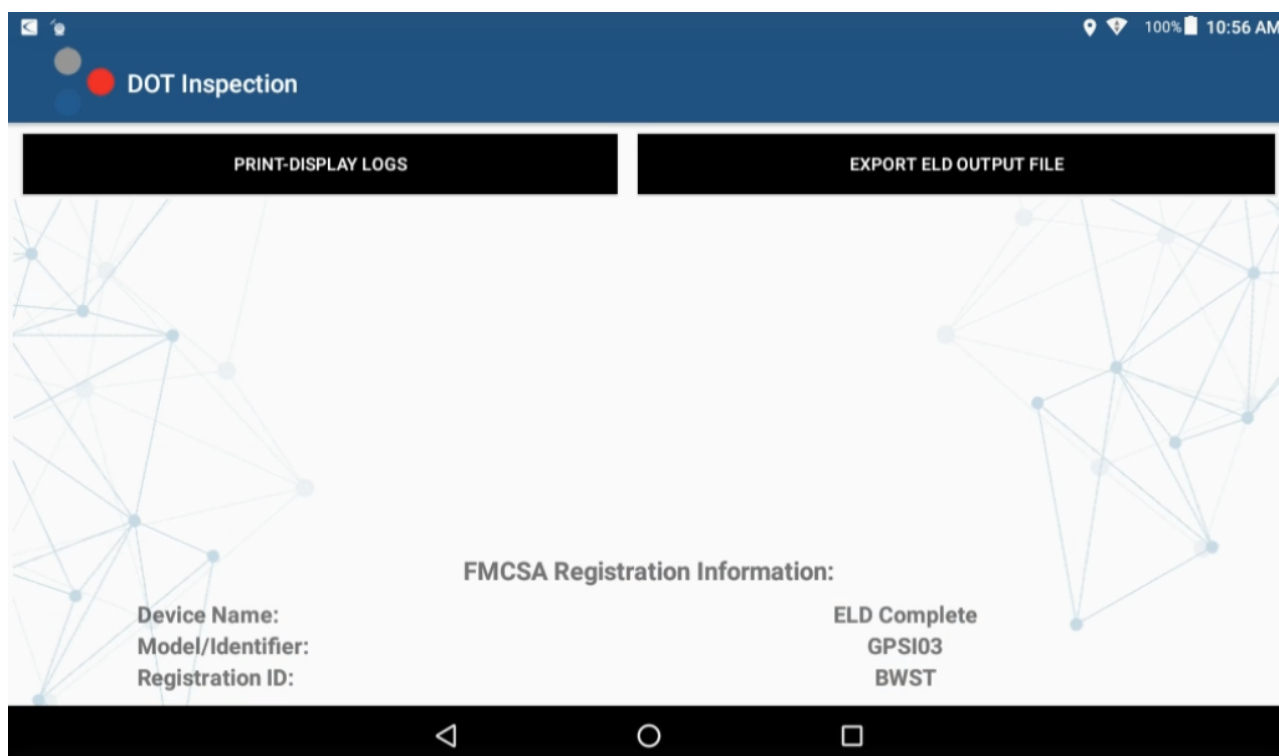 100% 10:56 AM
DOT Inspection
PRINT-DISPLAY LOGS EXPORT ELD OUTPUT FILE
FMCSA Registration Information:
Device Name: ELD Complete
Model/Identifier: GPSI03
Registration ID: BWST